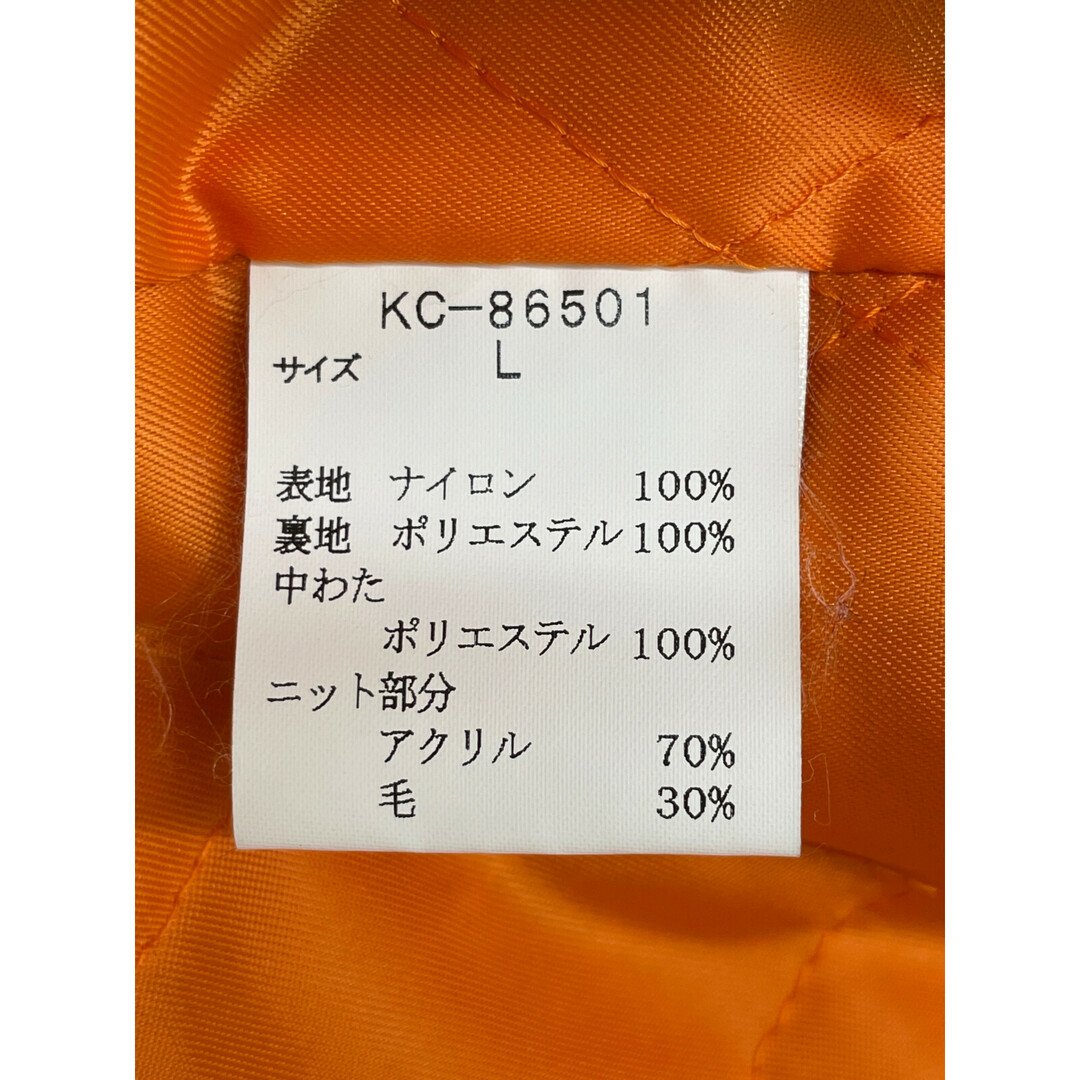 KC-86501
サイズ L
表地 ナイロン 100%
裏地 ポリエステル 100%
中わた
ポリエステル 100%
ニット部分
アクリル 70%
毛 30%